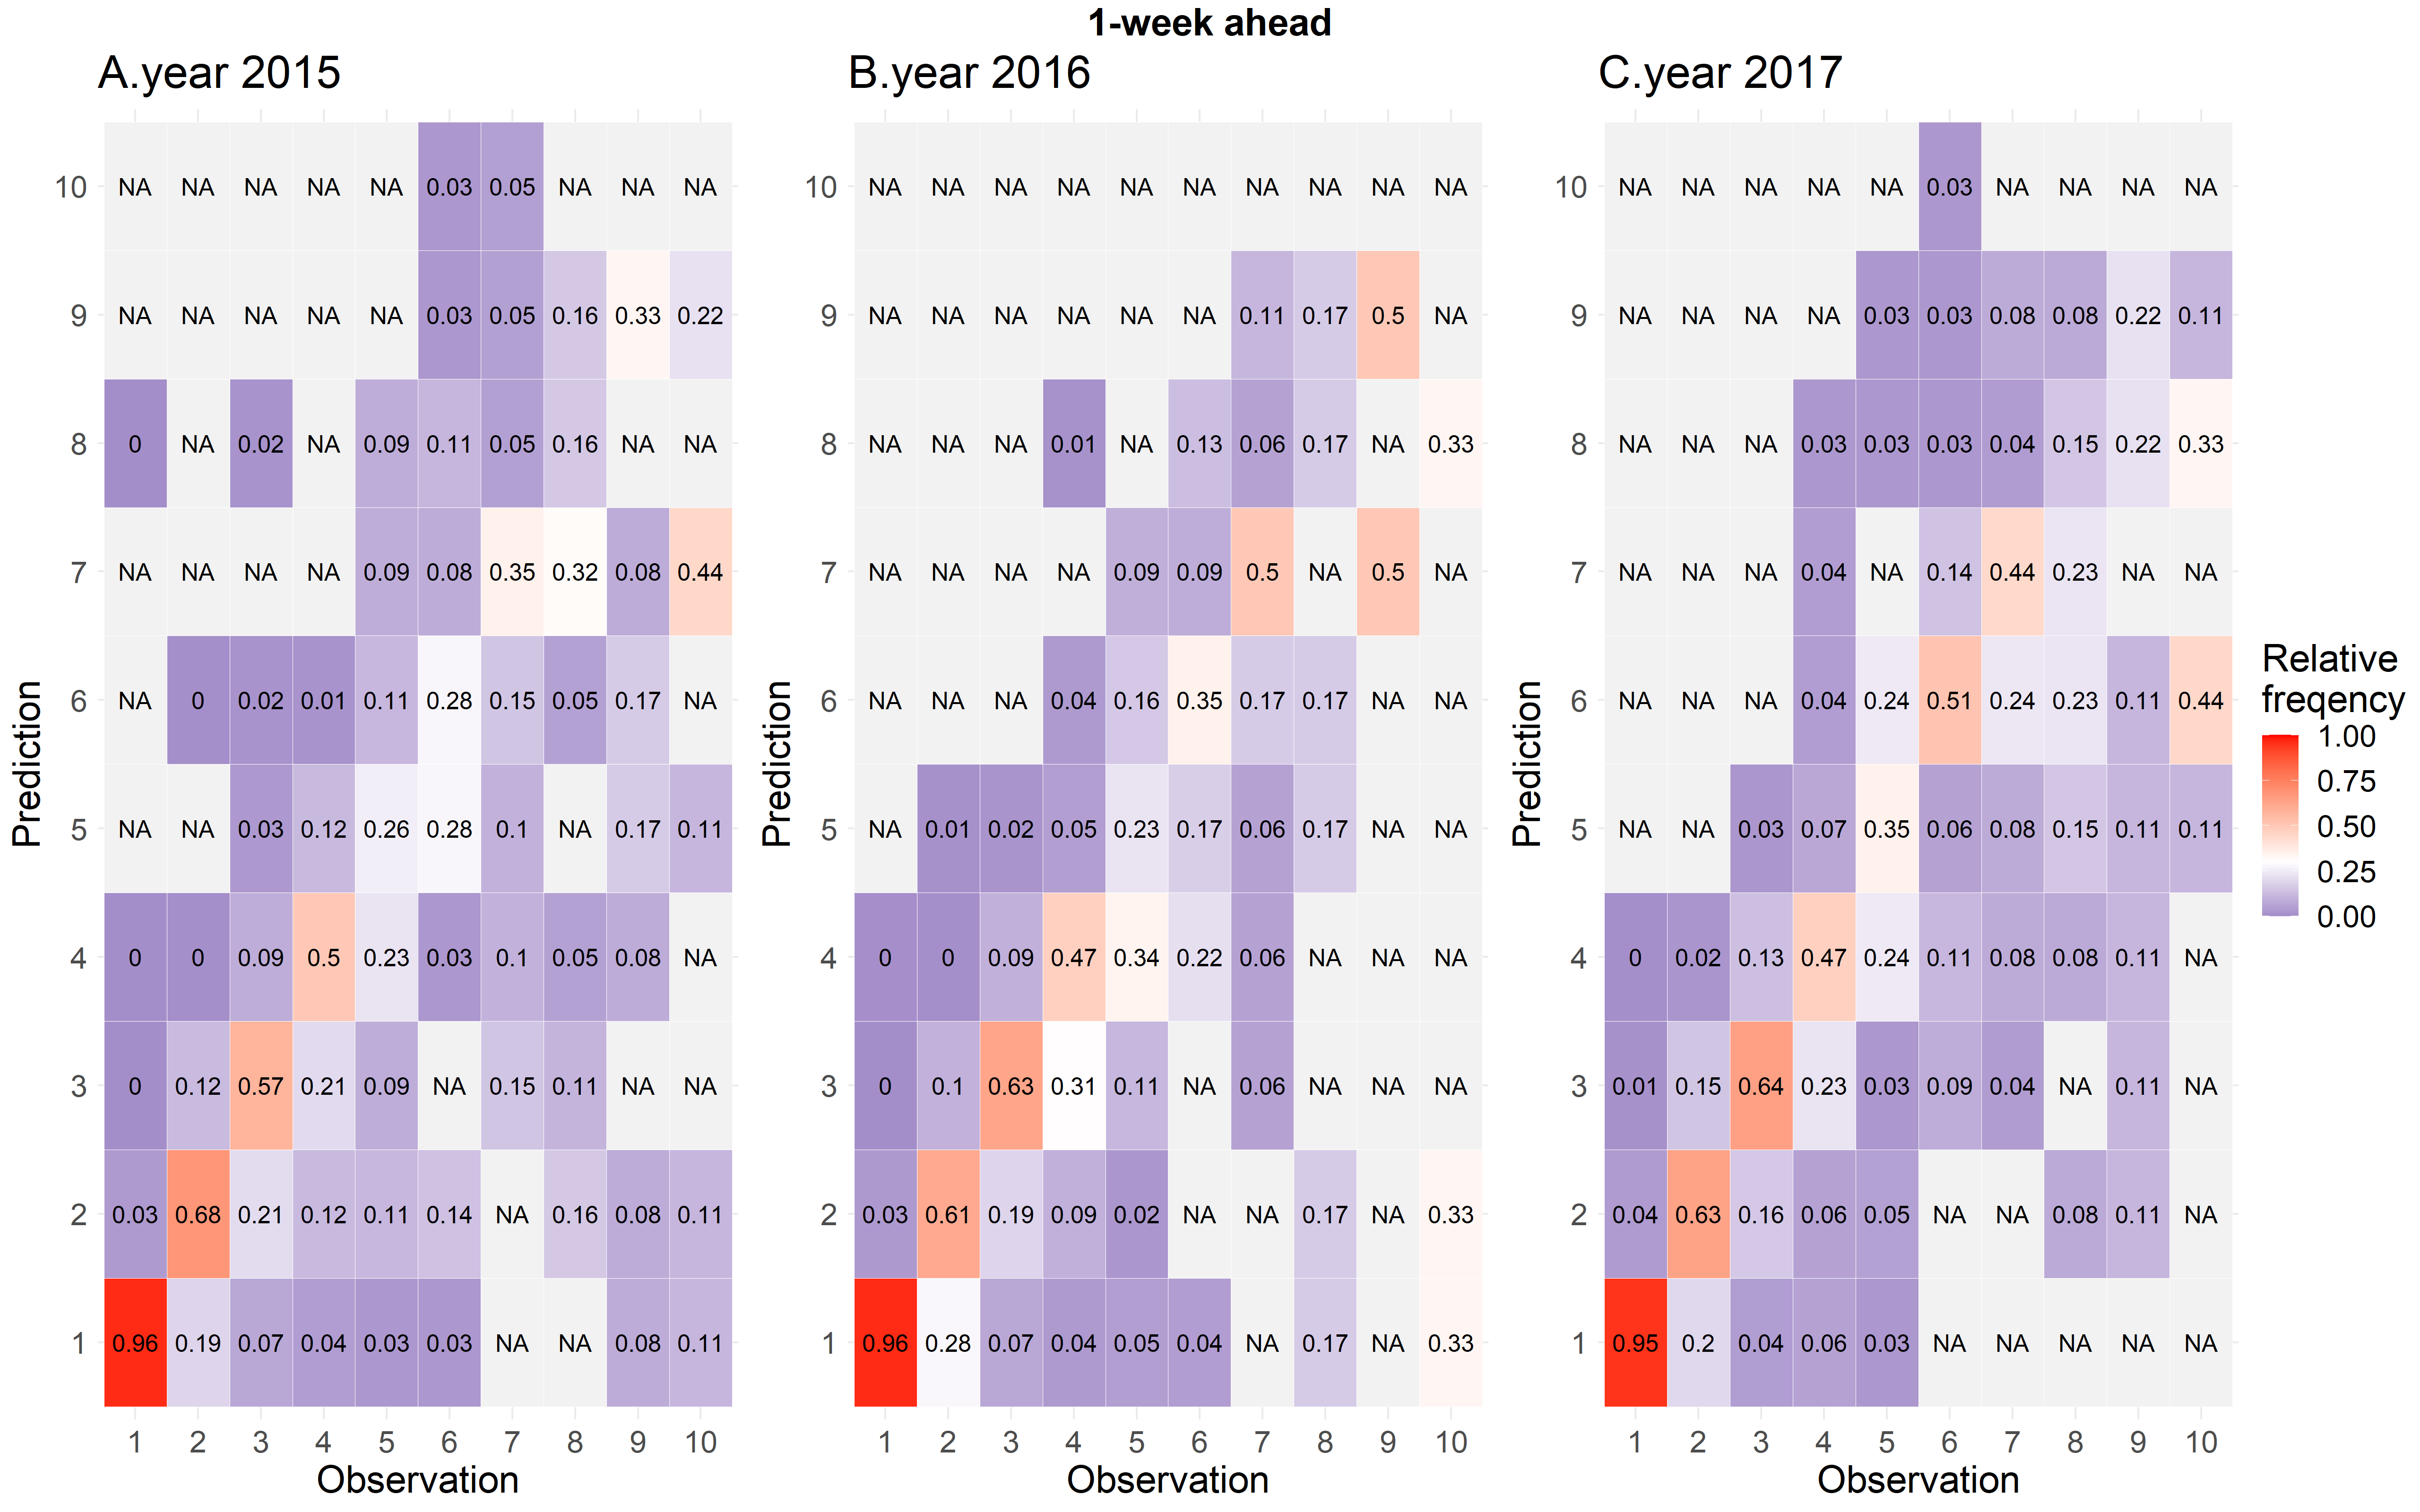 1-week ahead
A.year 2015
B.year 2016
C.year 2017
10 NA NA NA NA NA 0.03 0.05 NA NA NA
9 NA NA NA NA NA 0.03 0.05 0.16 0.33 0.22
8 0 NA 0.02 NA 0.09 0.11 0.05 0.16 NA NA
7 NA NA NA NA 0.09 0.08 0.35 0.32 0.08 0.44
6 NA 0 0.02 0.01 0.11 0.28 0.15 0.05 0.17 NA
5 NA NA 0.03 0.12 0.26 0.28 0.1 NA 0.17 0.11
4 0 0 0.09 0.5 0.23 0.03 0.1 0.05 0.08 NA
3 0 0.12 0.57 0.21 0.09 NA 0.15 0.11 NA NA
2 0.03 0.68 0.21 0.12 0.11 0.14 NA 0.16 0.08 0.11
1 0.96 0.19 0.07 0.04 0.03 0.03 NA NA 0.08 0.11
1 2 3 4 5 6 7 8 9 10
Observation
Prediction
10 NA NA NA NA NA NA NA NA NA NA
9 NA NA NA NA NA NA 0.11 0.17 0.5 NA
8 NA NA NA 0.01 NA 0.13 0.06 0.17 NA 0.33
7 NA NA NA NA 0.09 0.09 0.5 NA 0.5 NA
6 NA NA NA 0.04 0.16 0.35 0.17 0.17 NA NA
5 NA 0.01 0.02 0.05 0.23 0.17 0.06 0.17 NA NA
4 0 0 0.09 0.47 0.34 0.22 0.06 NA NA NA
3 0 0.1 0.63 0.31 0.11 NA 0.06 NA NA NA
2 0.03 0.61 0.19 0.09 0.02 NA NA 0.17 NA 0.33
1 0.96 0.28 0.07 0.04 0.05 0.04 NA 0.17 NA 0.33
1 2 3 4 5 6 7 8 9 10
Observation
Prediction
10 NA NA NA NA NA 0.03 NA NA NA NA
9 NA NA NA NA 0.03 0.03 0.08 0.08 0.22 0.11
8 NA NA NA 0.03 0.03 0.03 0.04 0.15 0.22 0.33
7 NA NA NA 0.04 NA 0.14 0.44 0.23 NA NA
6 NA NA NA 0.04 0.24 0.51 0.24 0.23 0.11 0.44
5 NA NA 0.03 0.07 0.35 0.06 0.08 0.15 0.11 0.11
4 0 0.02 0.13 0.47 0.24 0.11 0.08 0.08 0.11 NA
3 0.01 0.15 0.64 0.23 0.03 0.09 0.04 NA 0.11 NA
2 0.04 0.63 0.16 0.06 0.05 NA NA 0.08 0.11 NA
1 0.95 0.2 0.04 0.06 0.03 NA NA NA NA NA
1 2 3 4 5 6 7 8 9 10
Observation
Prediction
Relative
freqency
1.00
0.75
0.50
0.25
0.00